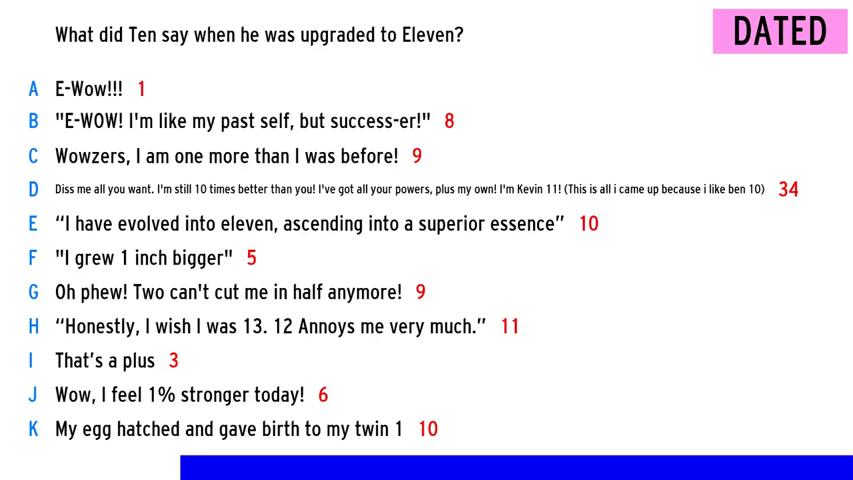 What did Ten say when he was upgraded to Eleven?
DATED
A E-Wow!!! 1
B "E-WOW! I'm like my past self, but success-er!" 8
C Wowzers, I am one more than I was before! 9
D Diss me all you want. I'm still 10 times better than you! I've got all your powers, plus my own! I'm Kevin 11! (This is all i came up because i like ben 10) 34
E “I have evolved into eleven, ascending into a superior essence” 10
F "I grew 1 inch bigger" 5
G Oh phew! Two can't cut me in half anymore! 9
H “Honestly, I wish I was 13. 12 Annoys me very much.” 11
I That’s a plus 3
J Wow, I feel 1% stronger today! 6
K My egg hatched and gave birth to my twin 1 10